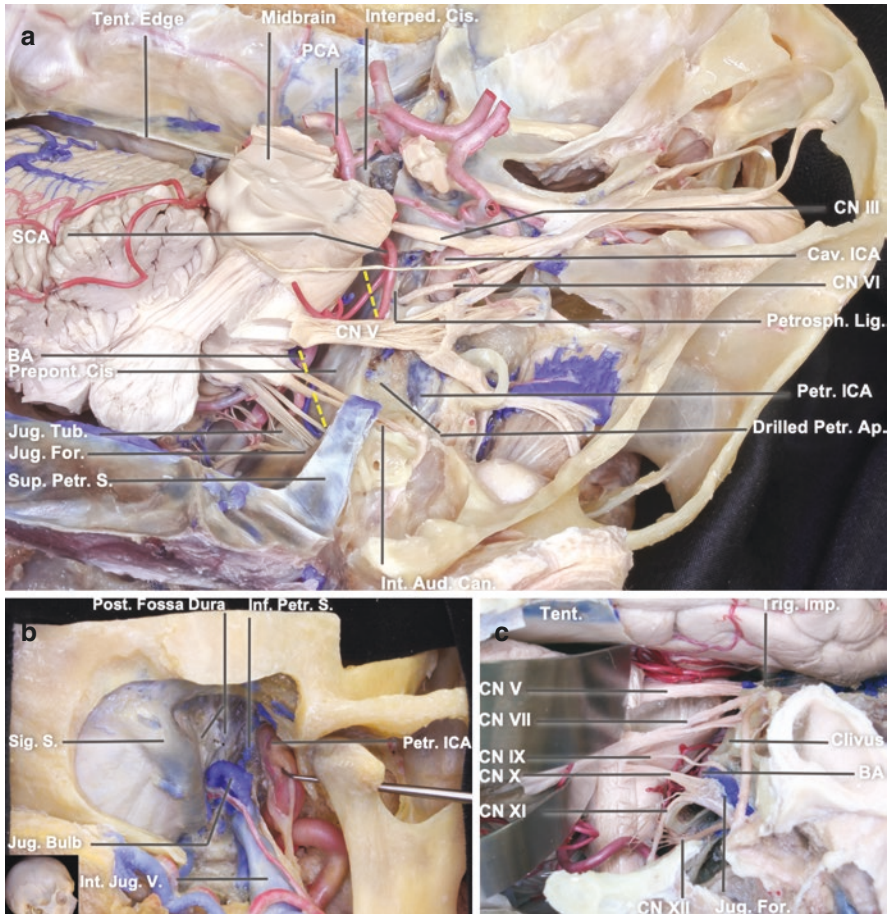 a
Tent. Edge
Midbrain
Interped. Cis.
PCA
SCA
CN III
Cav. ICA
CN VI
Petrosph. Lig.
CN V
BA
Prepont. Cis
Petr. ICA
Jug. Tub.
Drilled Petr. Ap.
Jug. For.
Sup. Petr. S.
Int. Aud. Can.
b
Post. Fossa Dura
Inf. Petr. S.
Sig. S.
Petr. ICA
Jug. Bulb
Int. Jug. V.
c
Tent.
Trig. Imp.
CN V
CN VII
Clivus
CN IX
CN X
BA
CN XI
CN XII
Jug. For.